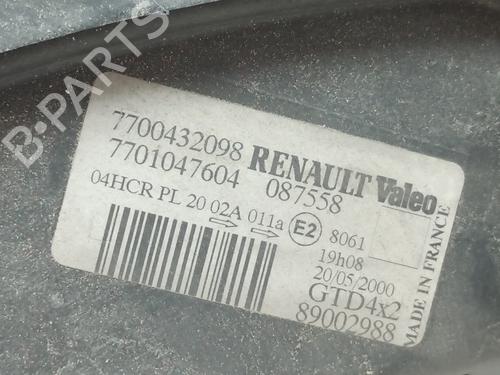 B-PARTS
7700432098 RENAULT Valeo
7701047604 087558
04HCR PL 20 02A 011a E2 8061
19h08
20/05/2000
GTD4x2
89002988
MADE IN FRANCE